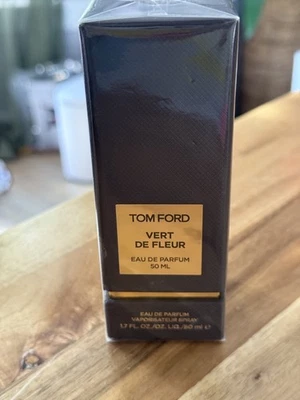 TOM FORD
VERT
DE FLEUR
EAU DE PARFUM
50 ML
EAU DE PARFUM
VAPORISATEUR SPRAY
1.7 FL. OZ./OZ. LIQ./50 ml ℮